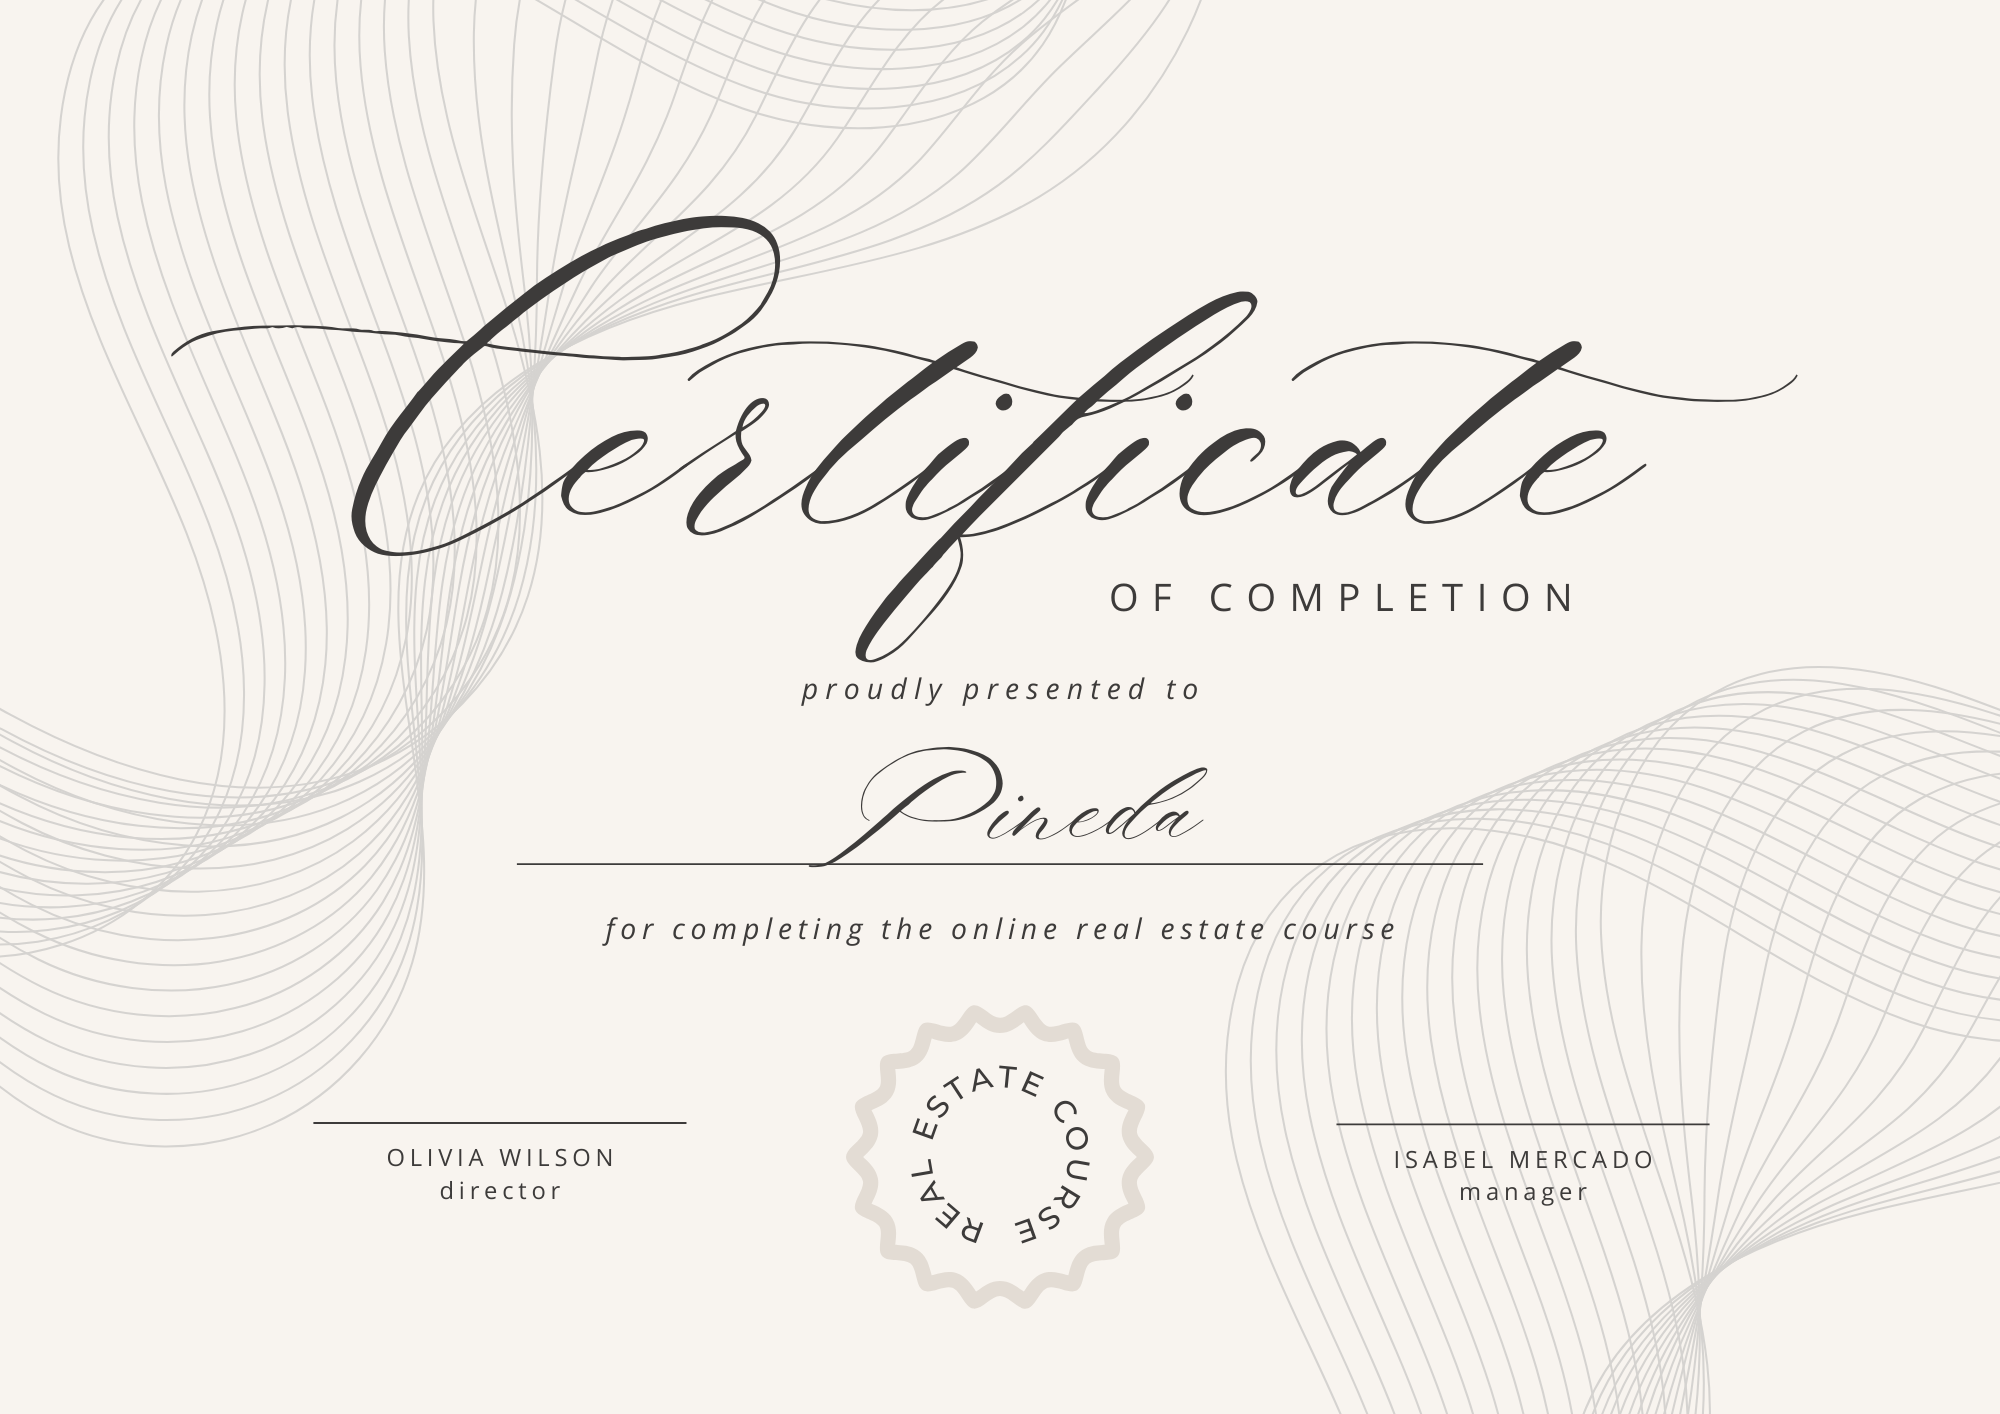 Certificate
OF COMPLETION
proudly presented to
Pineda
for completing the online real estate course
REAL ESTATE COURSE
OLIVIA WILSON
director
ISABEL MERCADO
manager